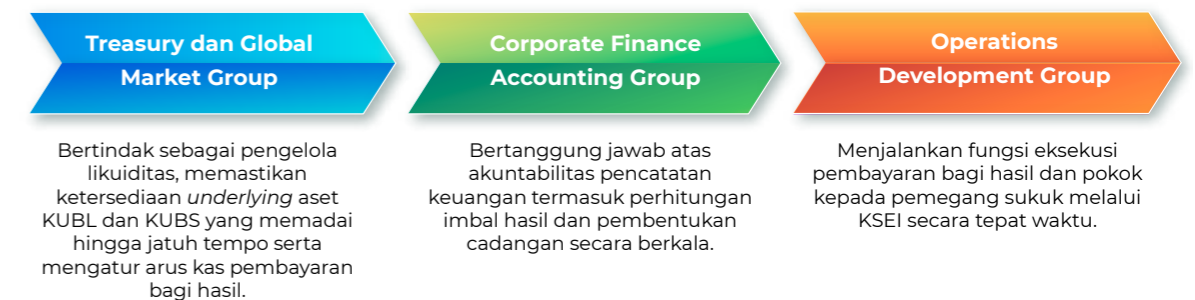 Treasury dan Global
Market Group
Bertindak sebagai pengelola
likuiditas, memastikan
ketersediaan underlying aset
KUBL dan KUBS yang memadai
hingga jatuh tempo serta
mengatur arus kas pembayaran
bagi hasil.
Corporate Finance
Accounting Group
Bertanggung jawab atas
akuntabilitas pencatatan
keuangan termasuk perhitungan
imbal hasil dan pembentukan
cadangan secara berkala.
Operations
Development Group
Menjalankan fungsi eksekusi
pembayaran bagi hasil dan pokok
kepada pemegang sukuk melalui
KSEI secara tepat waktu.